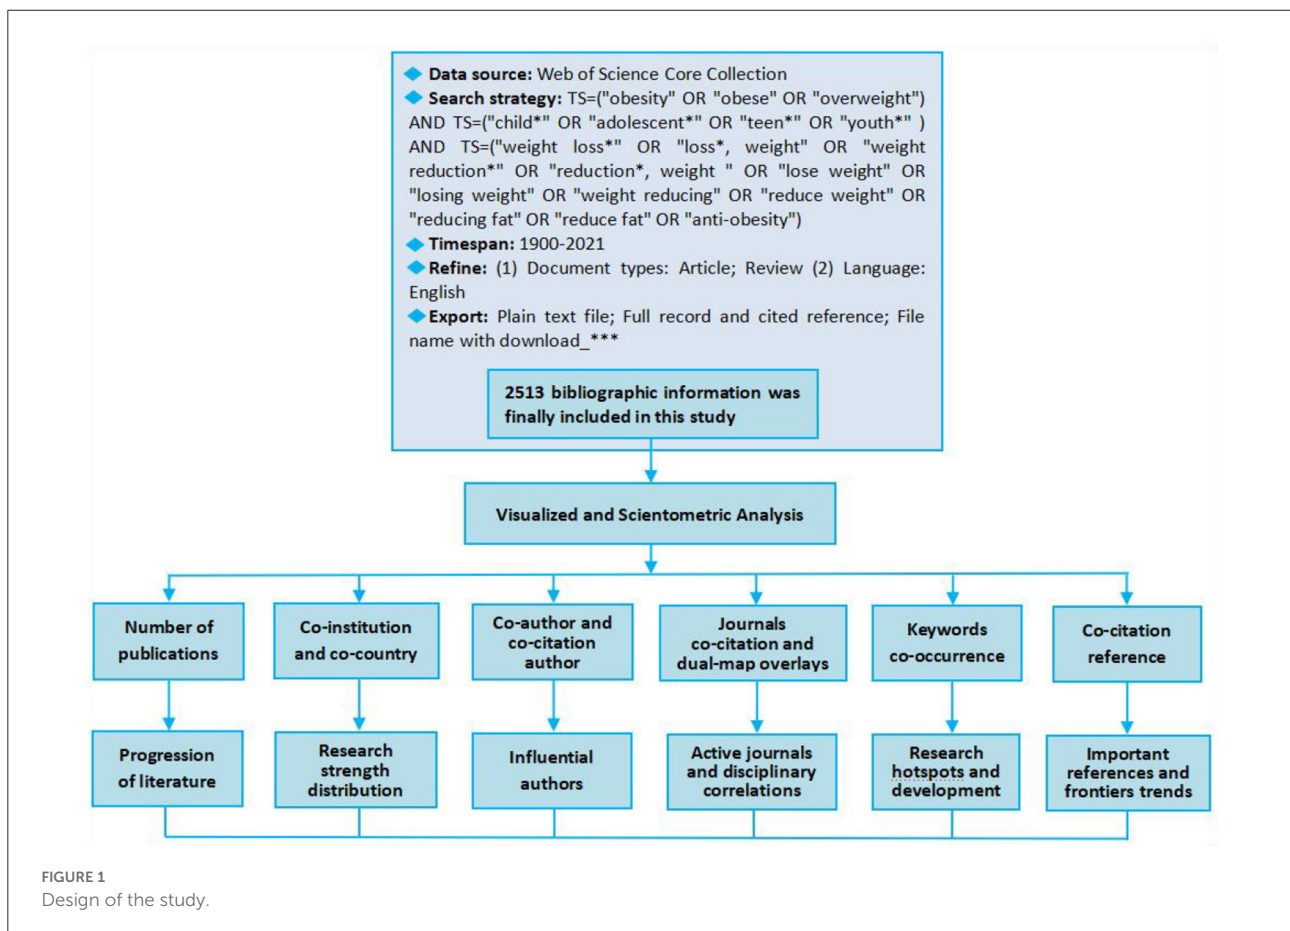 ◆ Data source: Web of Science Core Collection
◆ Search strategy: TS=("obesity" OR "obese" OR "overweight")
AND TS=("child*" OR "adolescent*" OR "teen*" OR "youth*" )
AND TS=("weight loss*" OR "loss*, weight" OR "weight
reduction*" OR "reduction*, weight " OR "lose weight" OR
"losing weight" OR "weight reducing" OR "reduce weight" OR
"reducing fat" OR "reduce fat" OR "anti-obesity")
◆ Timespan: 1900-2021
◆ Refine: (1) Document types: Article; Review (2) Language:
English
◆ Export: Plain text file; Full record and cited reference; File
name with download_***
2513 bibliographic information was
finally included in this study
Visualized and Scientometric Analysis
Number of
publications
Co-institution
and co-country
Co-author and
co-citation
author
Journals
co-citation and
dual-map overlays
Keywords
co-occurrence
Co-citation
reference
Progression
of literature
Research
strength
distribution
Influential
authors
Active journals
and disciplinary
correlations
Research
hotspots and
development
Important
references and
frontiers trends
FIGURE 1
Design of the study.